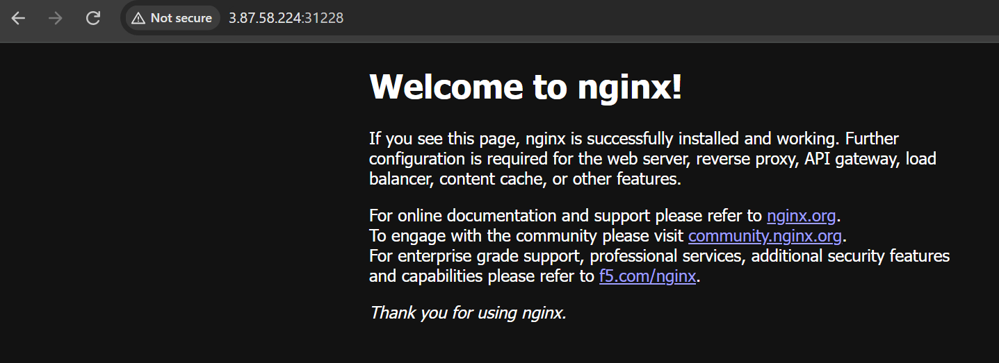 Not secure 3.87.58.224:31228
Welcome to nginx!
If you see this page, nginx is successfully installed and working. Further
configuration is required for the web server, reverse proxy, API gateway, load
balancer, content cache, or other features.
For online documentation and support please refer to nginx.org.
To engage with the community please visit community.nginx.org.
For enterprise grade support, professional services, additional security features
and capabilities please refer to f5.com/nginx.
Thank you for using nginx.